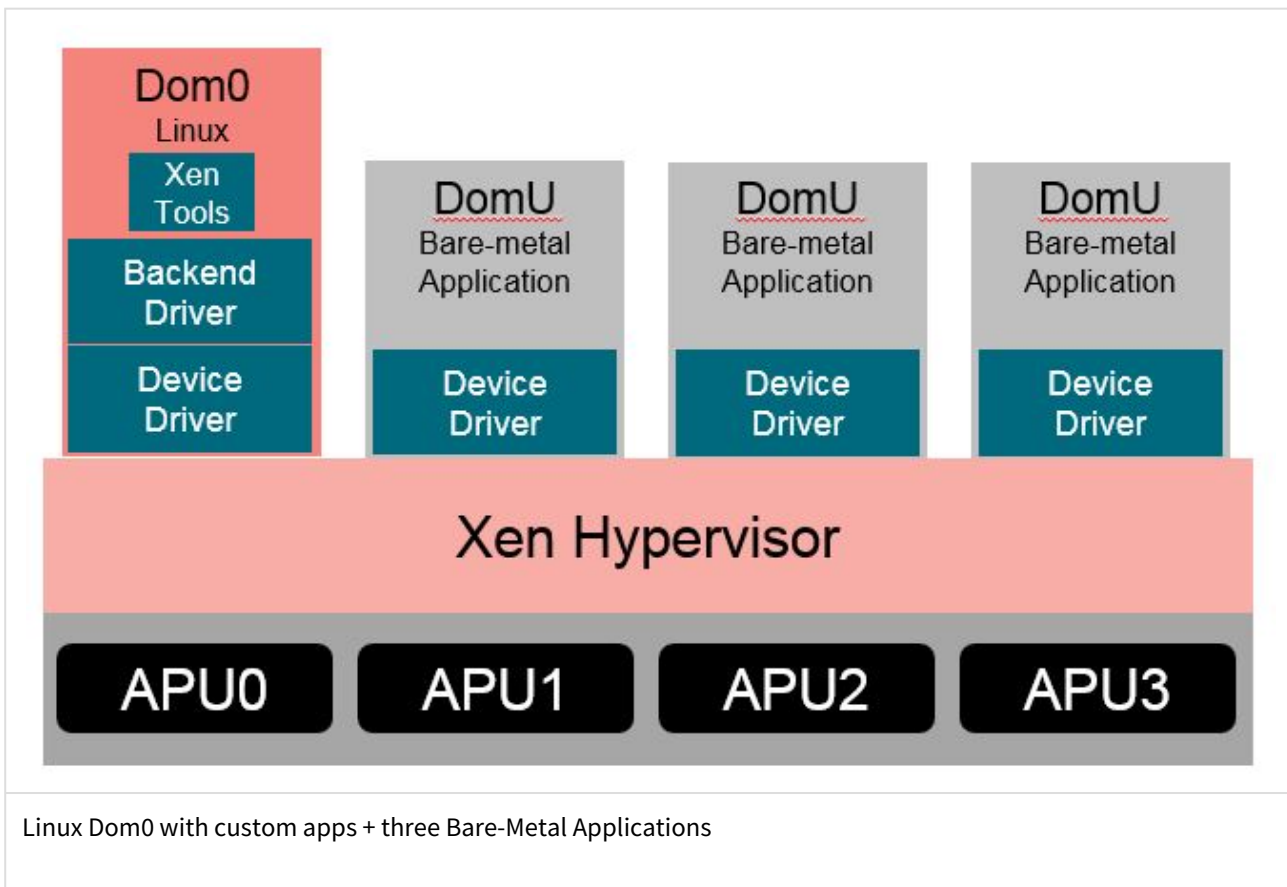 Dom0
Linux
Xen
Tools
Backend
Driver
Device
Driver
DomU
Bare-metal
Application
Device
Driver
DomU
Bare-metal
Application
Device
Driver
DomU
Bare-metal
Application
Device
Driver
Xen Hypervisor
APU0
APU1
APU2
APU3
Linux Dom0 with custom apps + three Bare-Metal Applications